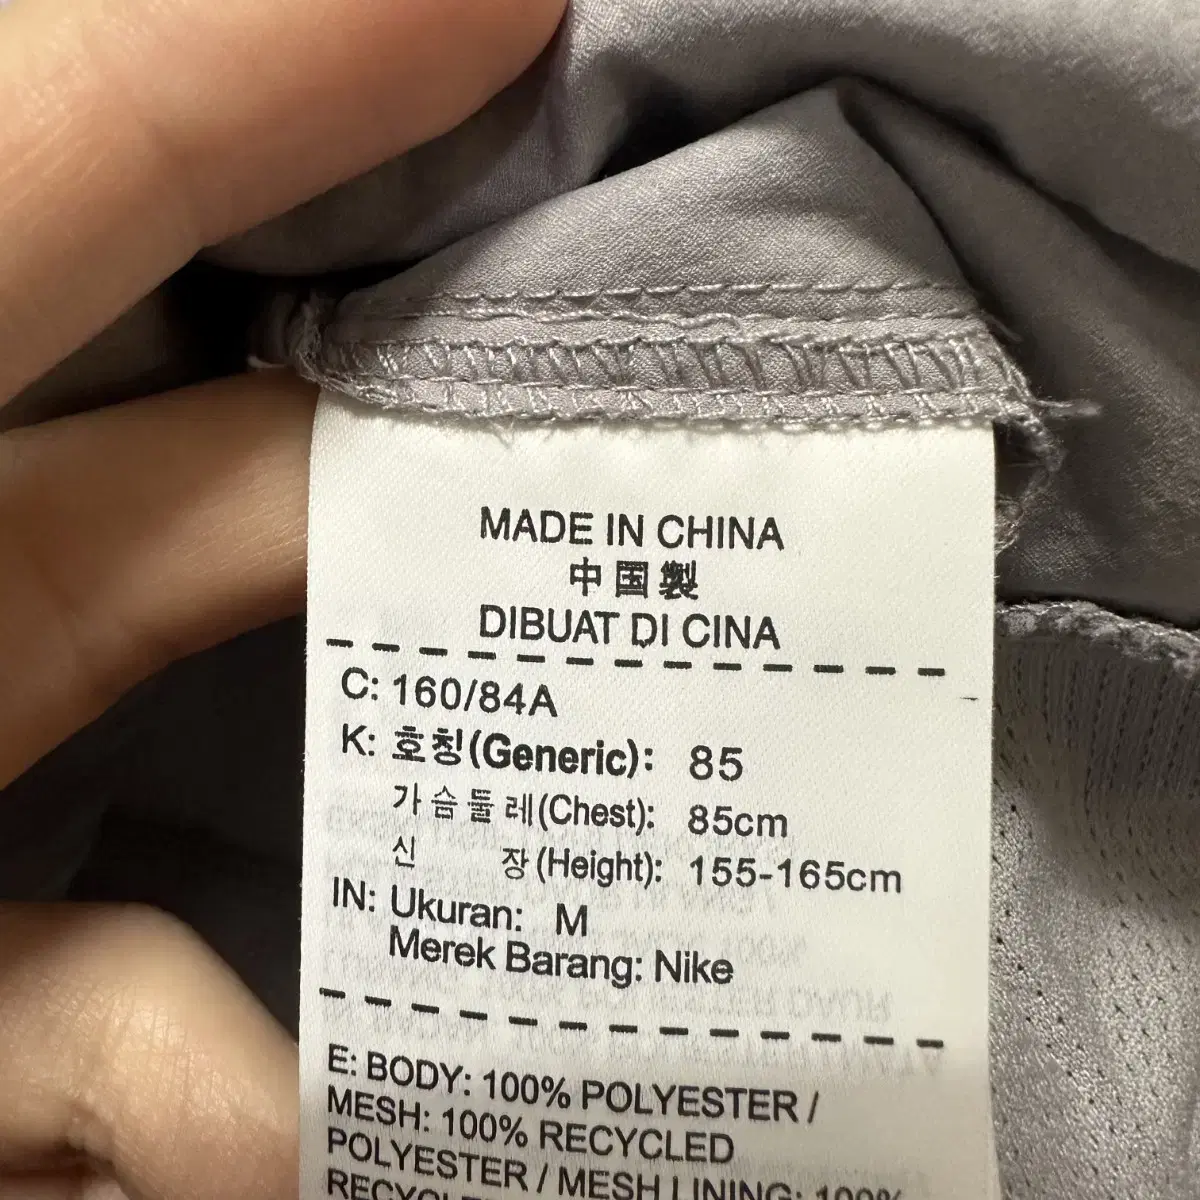 MADE IN CHINA
中国製
DIBUAT DI CINA
C: 160/84A
K: 호칭(Generic): 85
가슴둘레(Chest): 85cm
신 장(Height): 155-165cm
IN: Ukuran: M
Merek Barang: Nike
E: BODY: 100% POLYESTER /
MESH: 100% RECYCLED
POLYESTER / MESH LINING: 100%